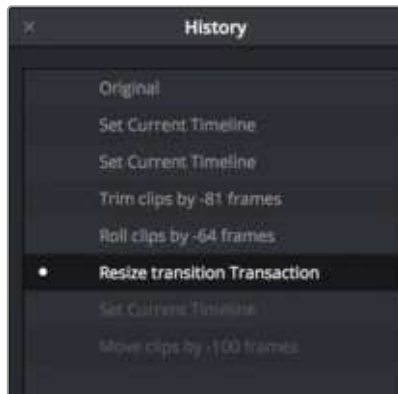 History
Original
Set Current Timeline
Set Current Timeline
Trim clips by -81 frames
Roll clips by -64 frames
Resize transition Transaction
Set Current Timeline
Move clips by -100 frames